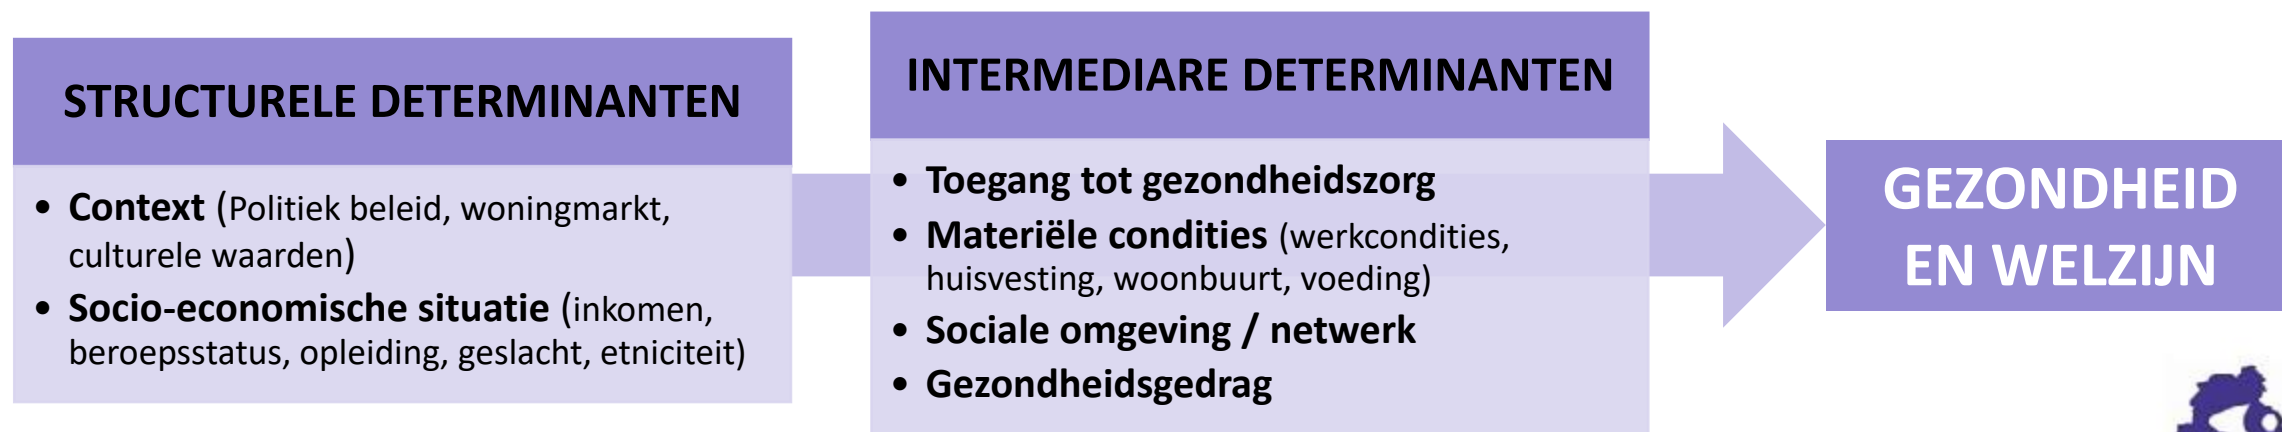 STRUCTURELE DETERMINANTEN
• Context (Politiek beleid, woningmarkt,
culturele waarden)
• Socio-economische situatie (inkomen,
beroepsstatus, opleiding, geslacht, etniciteit)
INTERMEDIARE DETERMINANTEN
• Toegang tot gezondheidszorg
• Materiële condities (werkcondities,
huisvesting, woonbuurt, voeding)
• Sociale omgeving / netwerk
• Gezondheidsgedrag
GEZONDHEID
EN WELZIJN